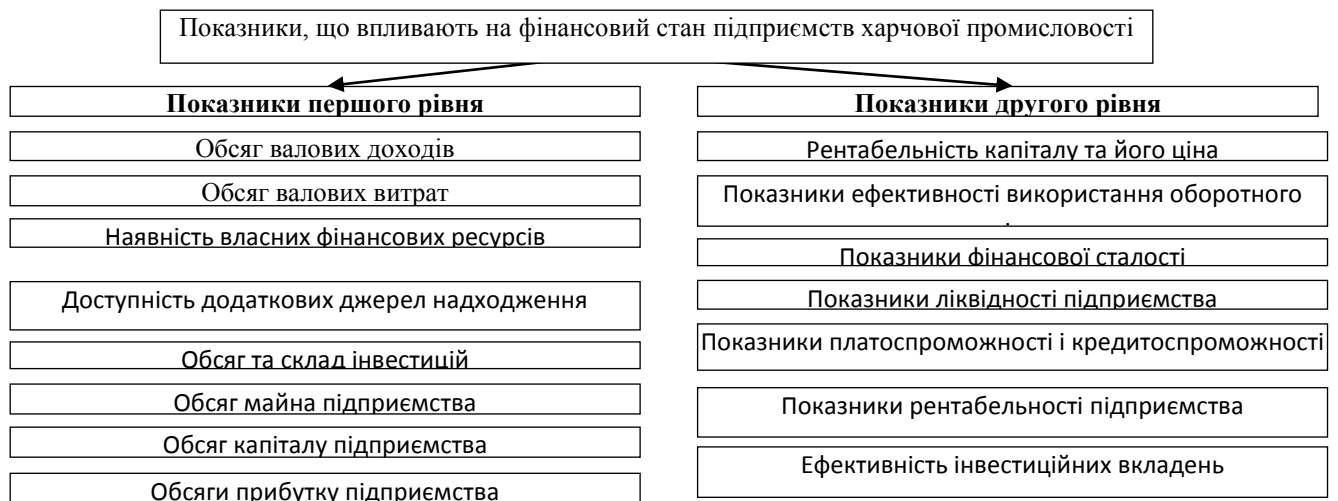 Показники, що впливають на фінансовий стан підприємств харчової промисловості
Показники першого рівня
Обсяг валових доходів
Обсяг валових витрат
Наявність власних фінансових ресурсів
Доступність додаткових джерел надходження
Обсяг та склад інвестицій
Обсяг майна підприємства
Обсяг капіталу підприємства
Обсяги прибутку підприємства
Показники другого рівня
Рентабельність капіталу та його ціна
Показники ефективності використання оборотного
Показники фінансової сталості
Показники ліквідності підприємства
Показники платоспроможності і кредитоспроможності
Показники рентабельності підприємства
Ефективність інвестиційних вкладень